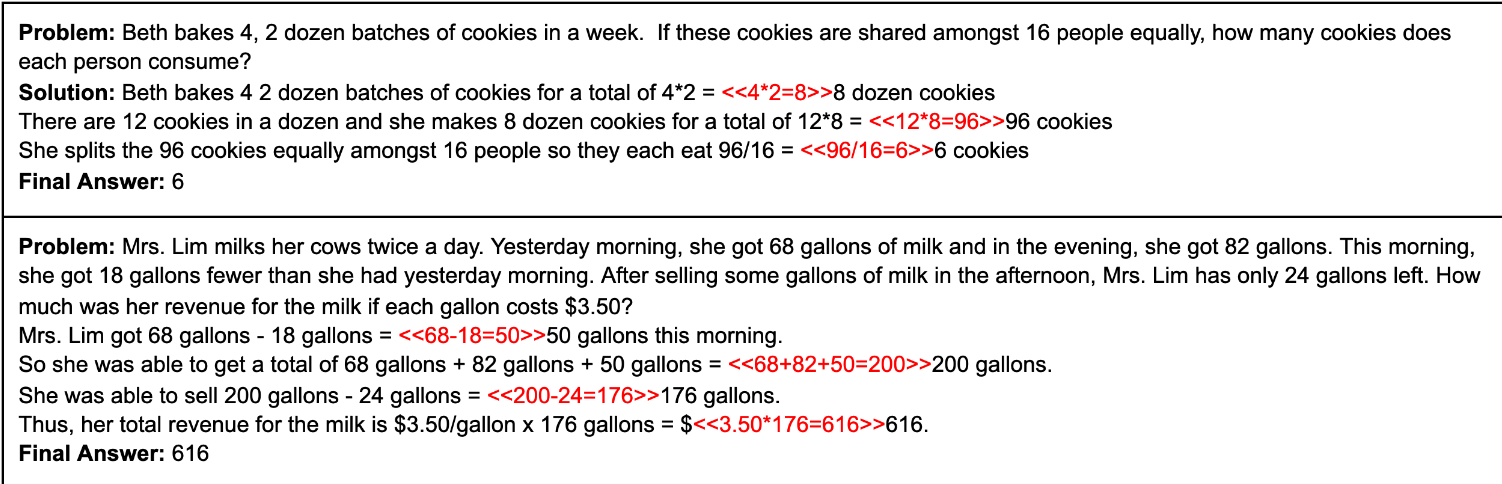 Problem: Beth bakes 4, 2 dozen batches of cookies in a week.  If these cookies are shared amongst 16 people equally, how many cookies does
each person consume?
Solution: Beth bakes 4 2 dozen batches of cookies for a total of 4*2 = <<4*2=8>>8 dozen cookies
There are 12 cookies in a dozen and she makes 8 dozen cookies for a total of 12*8 = <<12*8=96>>96 cookies
She splits the 96 cookies equally amongst 16 people so they each eat 96/16 = <<96/16=6>>6 cookies
Final Answer: 6
Problem: Mrs. Lim milks her cows twice a day. Yesterday morning, she got 68 gallons of milk and in the evening, she got 82 gallons. This morning,
she got 18 gallons fewer than she had yesterday morning. After selling some gallons of milk in the afternoon, Mrs. Lim has only 24 gallons left. How
much was her revenue for the milk if each gallon costs $3.50?
Mrs. Lim got 68 gallons - 18 gallons = <<68-18=50>>50 gallons this morning.
So she was able to get a total of 68 gallons + 82 gallons + 50 gallons = <<68+82+50=200>>200 gallons.
She was able to sell 200 gallons - 24 gallons = <<200-24=176>>176 gallons.
Thus, her total revenue for the milk is $3.50/gallon x 176 gallons = $<<3.50*176=616>>616.
Final Answer: 616